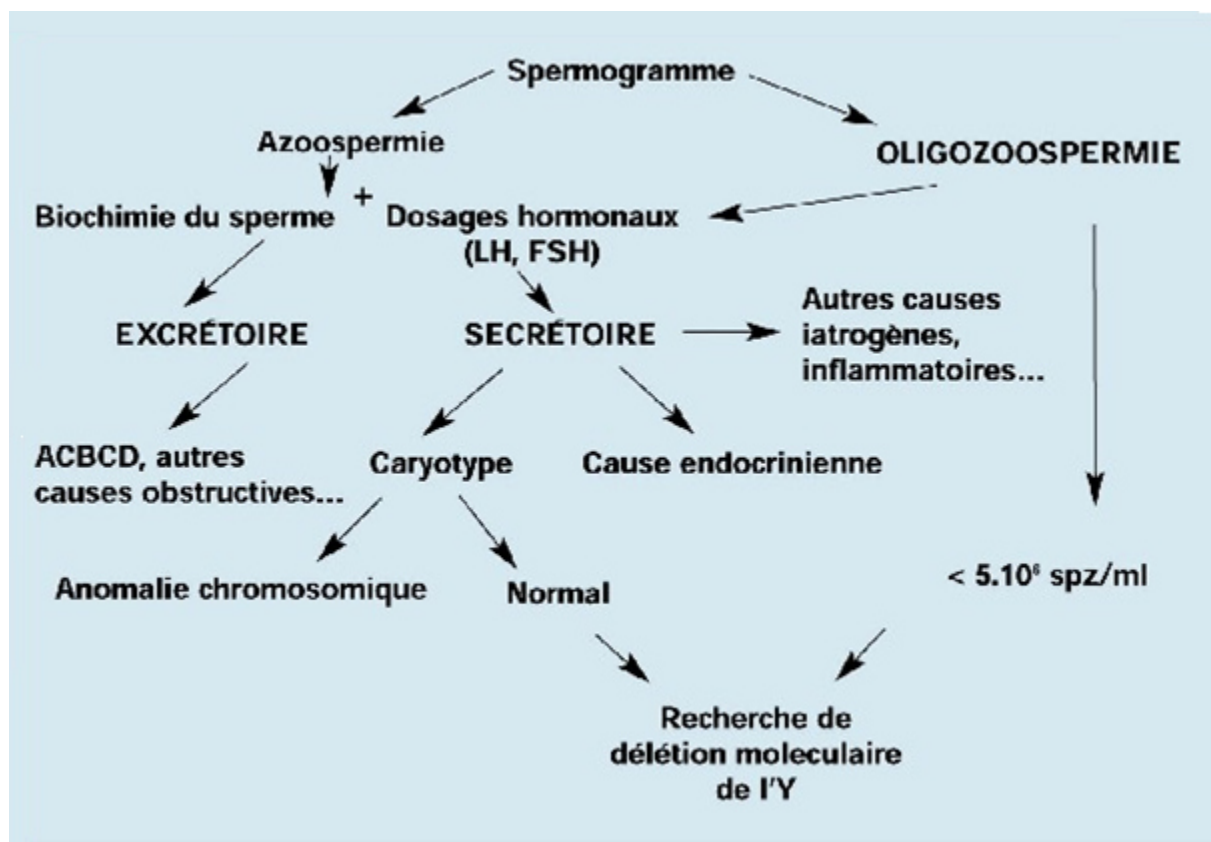 Spermogramme
Azoospermie
OLIGOZOOSPERMIE
+
Biochimie du sperme
Dosages hormonaux
(LH, FSH)
EXCRÉTOIRE
SECRÉTOIRE
Autres causes
iatrogènes,
inflammatoires...
ACBCD, autres
causes obstructives...
Caryotype
Cause endocrinienne
Anomalie chromosomique
Normal
< 5.10⁶ spz/ml
Recherche de
délétion moleculaire
de l'Y